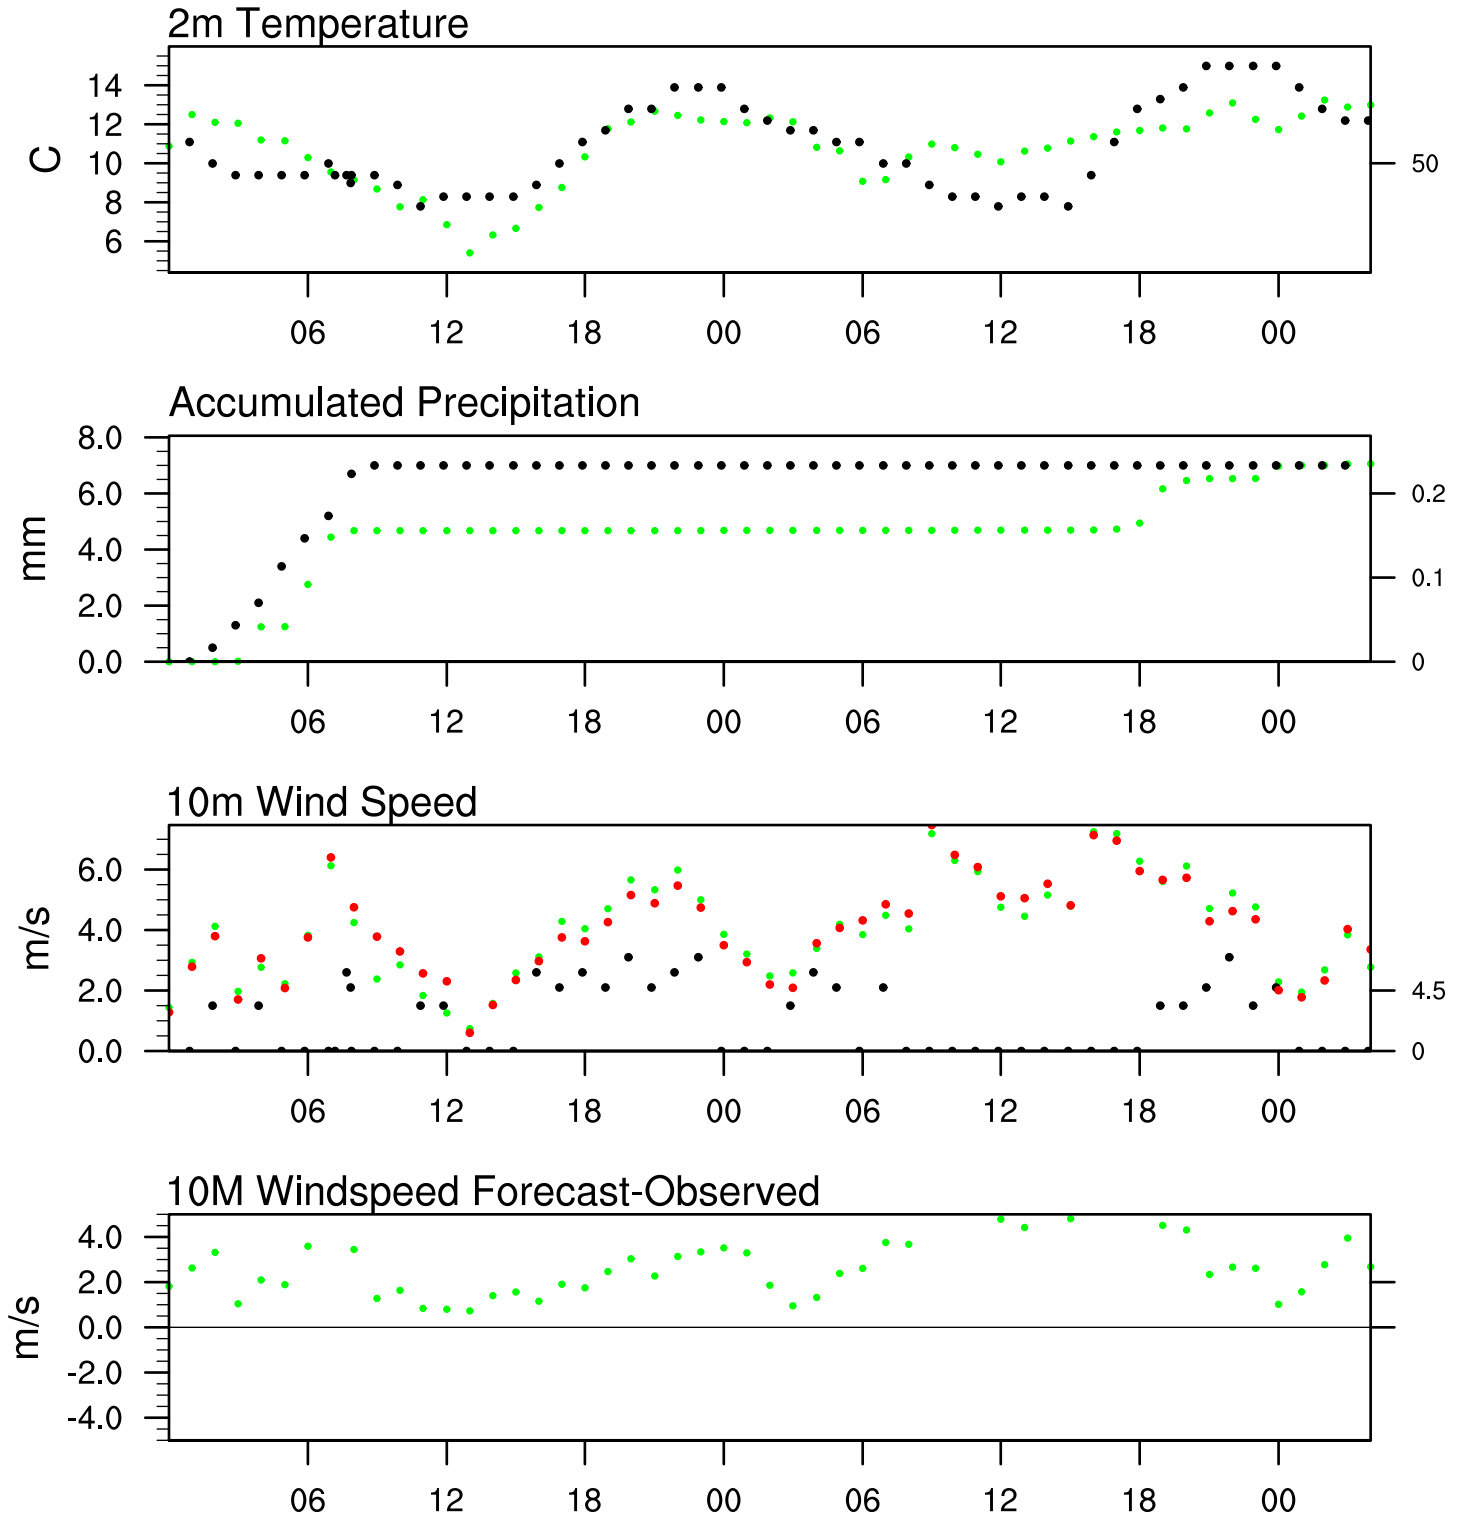 2m Temperature
14
12
10
8
6
C
50
06 12 18 00 06 12 18 00
Accumulated Precipitation
8.0
6.0
4.0
2.0
0.0
mm
0.2
0.1
0
06 12 18 00 06 12 18 00
10m Wind Speed
6.0
4.0
2.0
0.0
m/s
4.5
0
06 12 18 00 06 12 18 00
10M Windspeed Forecast-Observed
4.0
2.0
0.0
-2.0
-4.0
m/s
06 12 18 00 06 12 18 00